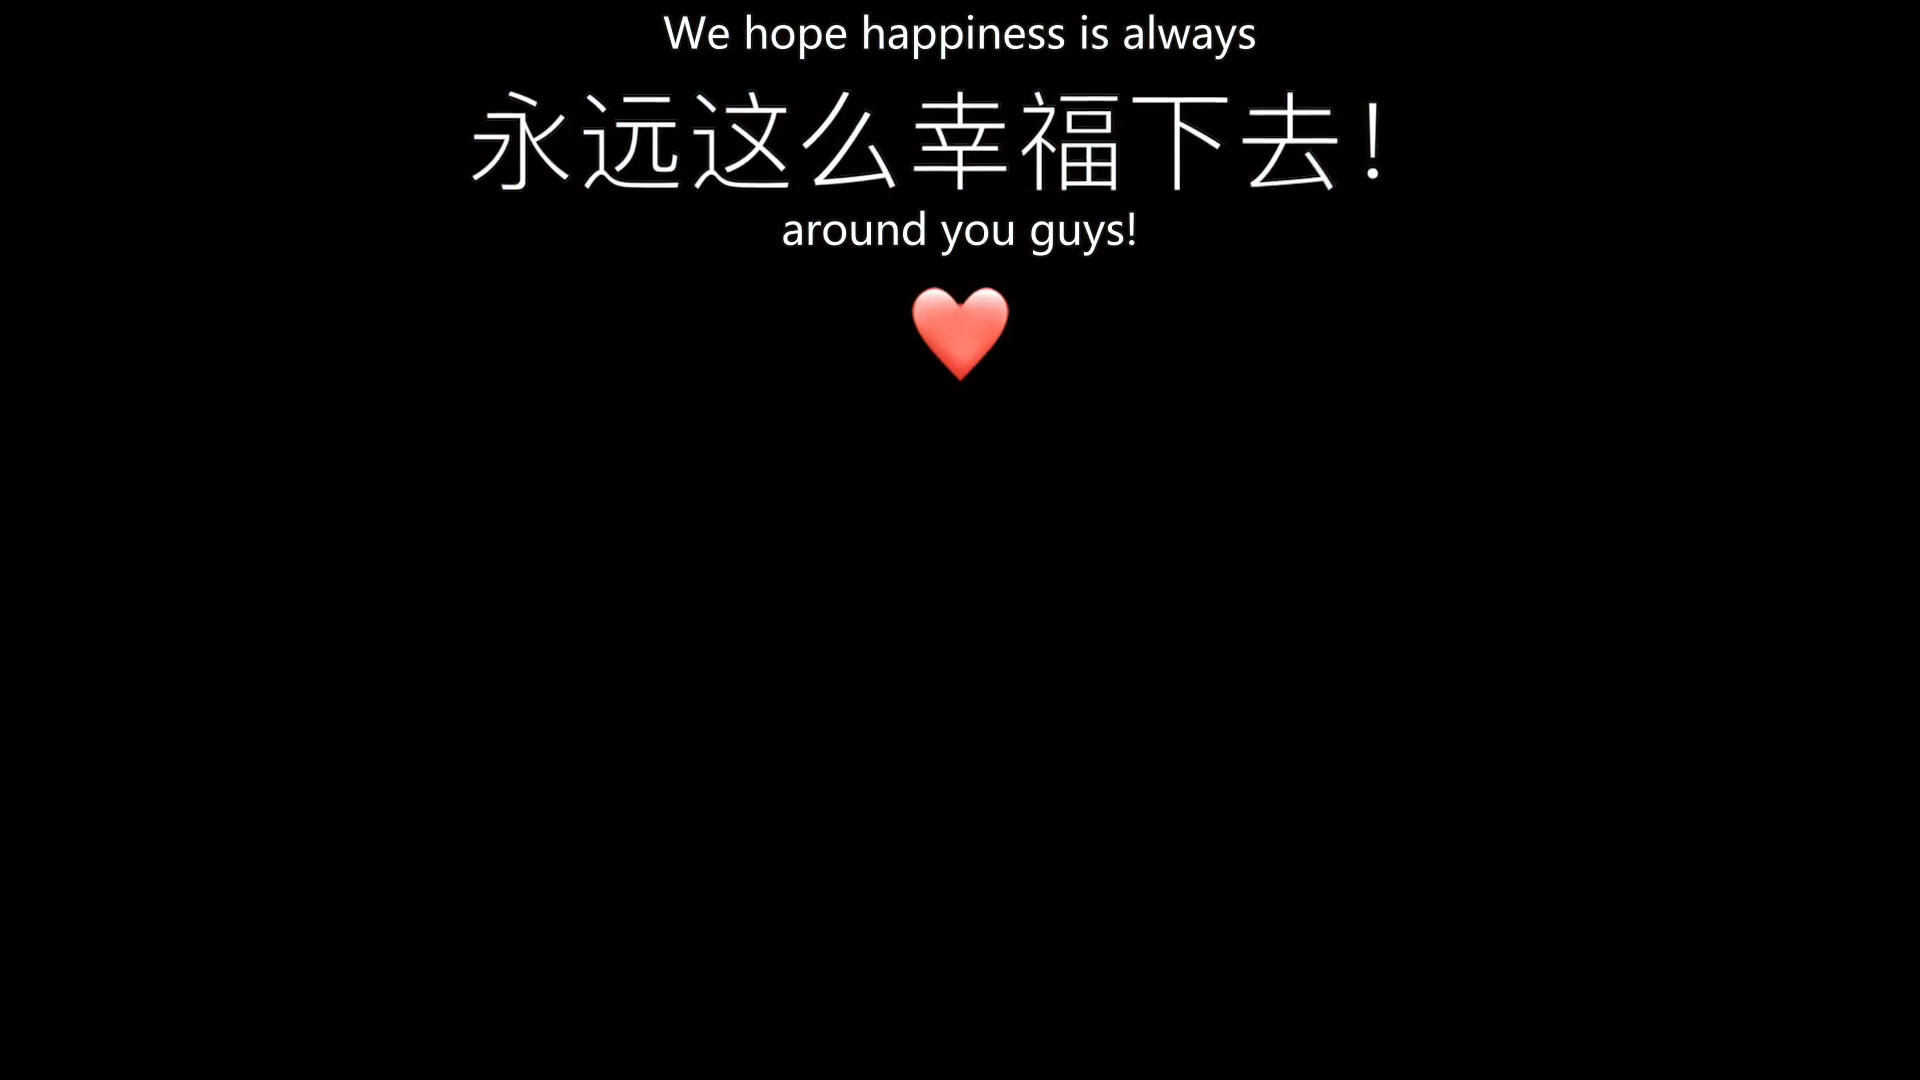 We hope happiness is always
永远这么幸福下去!
around you guys!